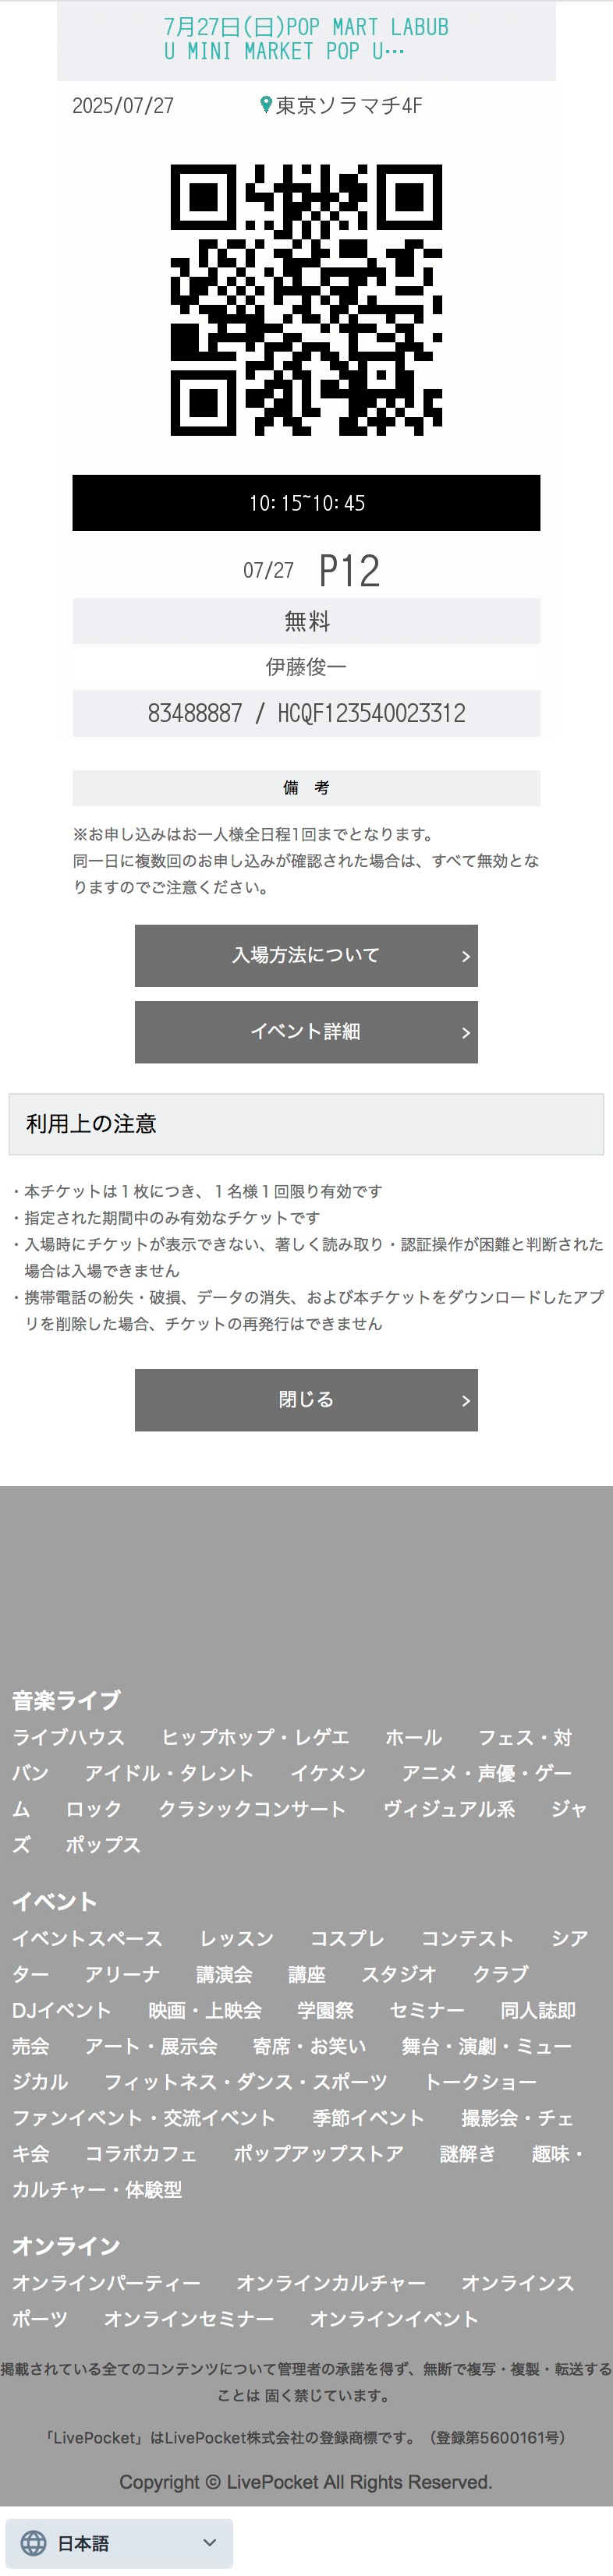 7月27日(日)POP MART LABUB
U MINI MARKET POP U…
2025/07/27 東京ソラマチ4F
10:15~10:45
07/27 P12
無料
伊藤俊一
83488887 / HCQF123540023312
備 考
※お申し込みはお一人様全日程1回までとなります。
同一日に複数回のお申し込みが確認された場合は、すべて無効とな
りますのでご注意ください。
入場方法について
イベント詳細
利用上の注意
・本チケットは１枚につき、１名様１回限り有効です
・指定された期間中のみ有効なチケットです
・入場時にチケットが表示できない、著しく読み取り・認証操作が困難と判断された
場合は入場できません
・携帯電話の紛失・破損、データの消失、および本チケットをダウンロードしたアプ
リを削除した場合、チケットの再発行はできません
閉じる
音楽ライブ
ライブハウス ヒップホップ・レゲエ ホール フェス・対
バン アイドル・タレント イケメン アニメ・声優・ゲー
ム ロック クラシックコンサート ヴィジュアル系 ジャ
ズ ポップス
イベント
イベントスペース レッスン コスプレ コンテスト シア
ター アリーナ 講演会 講座 スタジオ クラブ
DJイベント 映画・上映会 学園祭 セミナー 同人誌即
売会 アート・展示会 寄席・お笑い 舞台・演劇・ミュー
ジカル フィットネス・ダンス・スポーツ トークショー
ファンイベント・交流イベント 季節イベント 撮影会・チェ
キ会 コラボカフェ ポップアップストア 謎解き 趣味・
カルチャー・体験型
オンライン
オンラインパーティー オンラインカルチャー オンラインス
ポーツ オンラインセミナー オンラインイベント
掲載されている全てのコンテンツについて管理者の承諾を得ず、無断で複写・複製・転送する
ことは 固く禁じています。
「LivePocket」はLivePocket株式会社の登録商標です。（登録第5600161号）
Copyright © LivePocket All Rights Reserved.
日本語